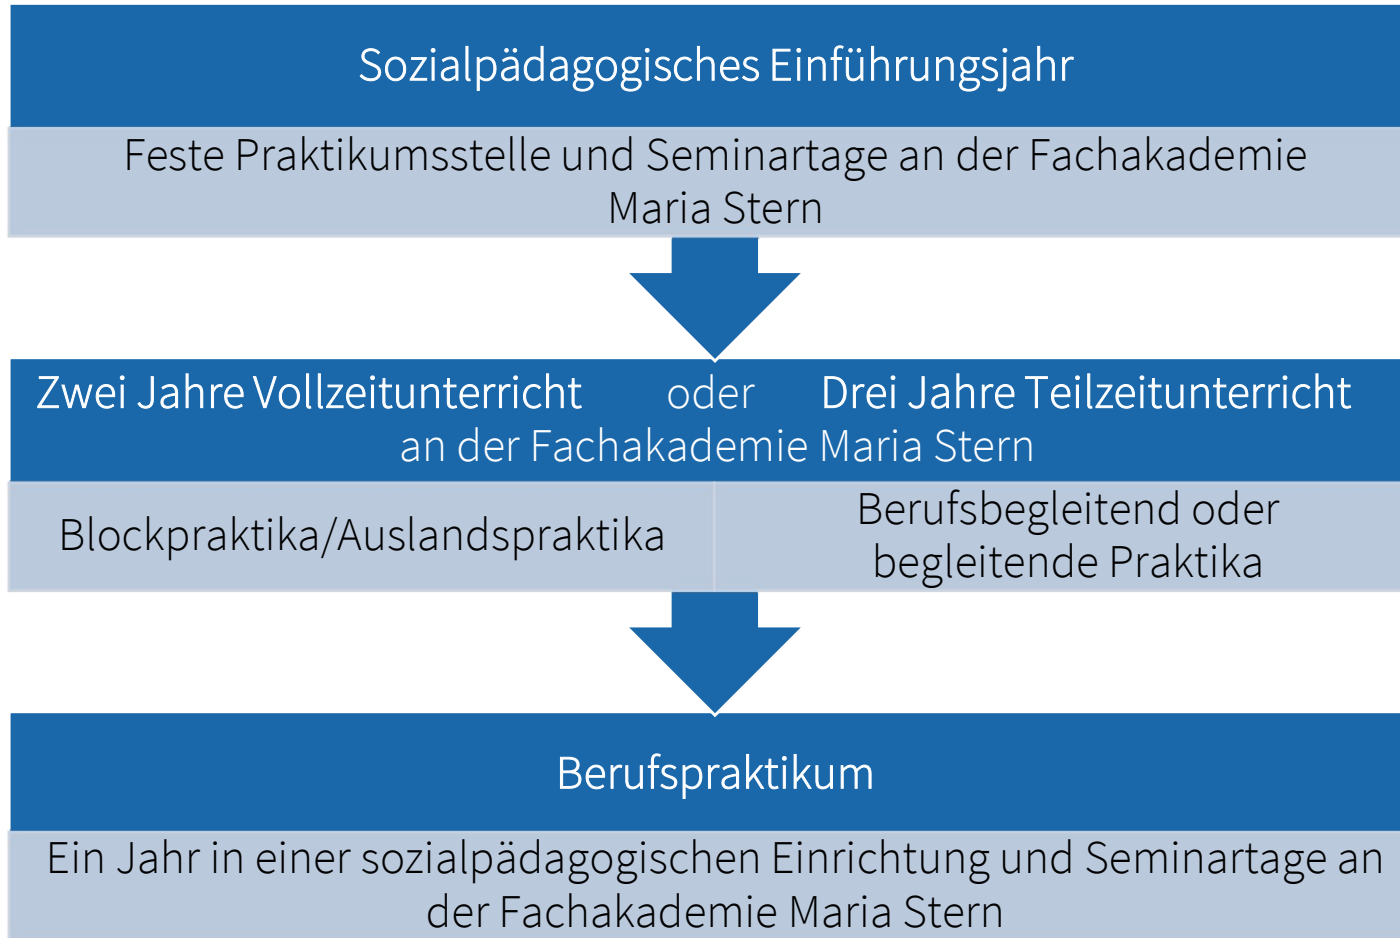 Sozialpädagogisches Einführungsjahr
Feste Praktikumsstelle und Seminartage an der Fachakademie
Maria Stern
Zwei Jahre Vollzeitunterricht oder Drei Jahre Teilzeitunterricht
an der Fachakademie Maria Stern
Blockpraktika/Auslandspraktika
Berufsbegleitend oder
begleitende Praktika
Berufspraktikum
Ein Jahr in einer sozialpädagogischen Einrichtung und Seminartage an
der Fachakademie Maria Stern